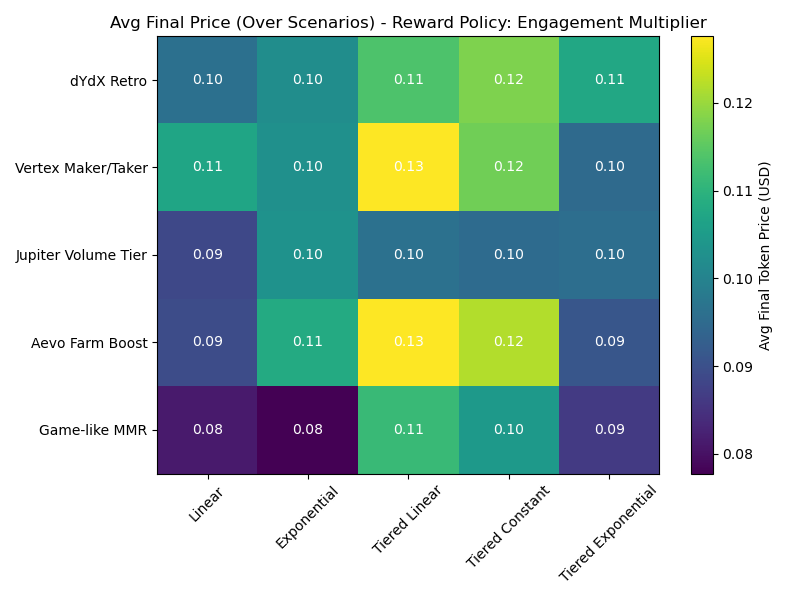 Avg Final Price (Over Scenarios) - Reward Policy: Engagement Multiplier
dYdX Retro
0.10 0.10 0.11 0.12 0.11
Vertex Maker/Taker
0.11 0.10 0.13 0.12 0.10
Jupiter Volume Tier
0.09 0.10 0.10 0.10 0.10
Aevo Farm Boost
0.09 0.11 0.13 0.12 0.09
Game-like MMR
0.08 0.08 0.11 0.10 0.09
Linear
Exponential
Tiered Linear
Tiered Constant
Tiered Exponential
0.12
0.11
0.10
0.09
0.08
Avg Final Token Price (USD)